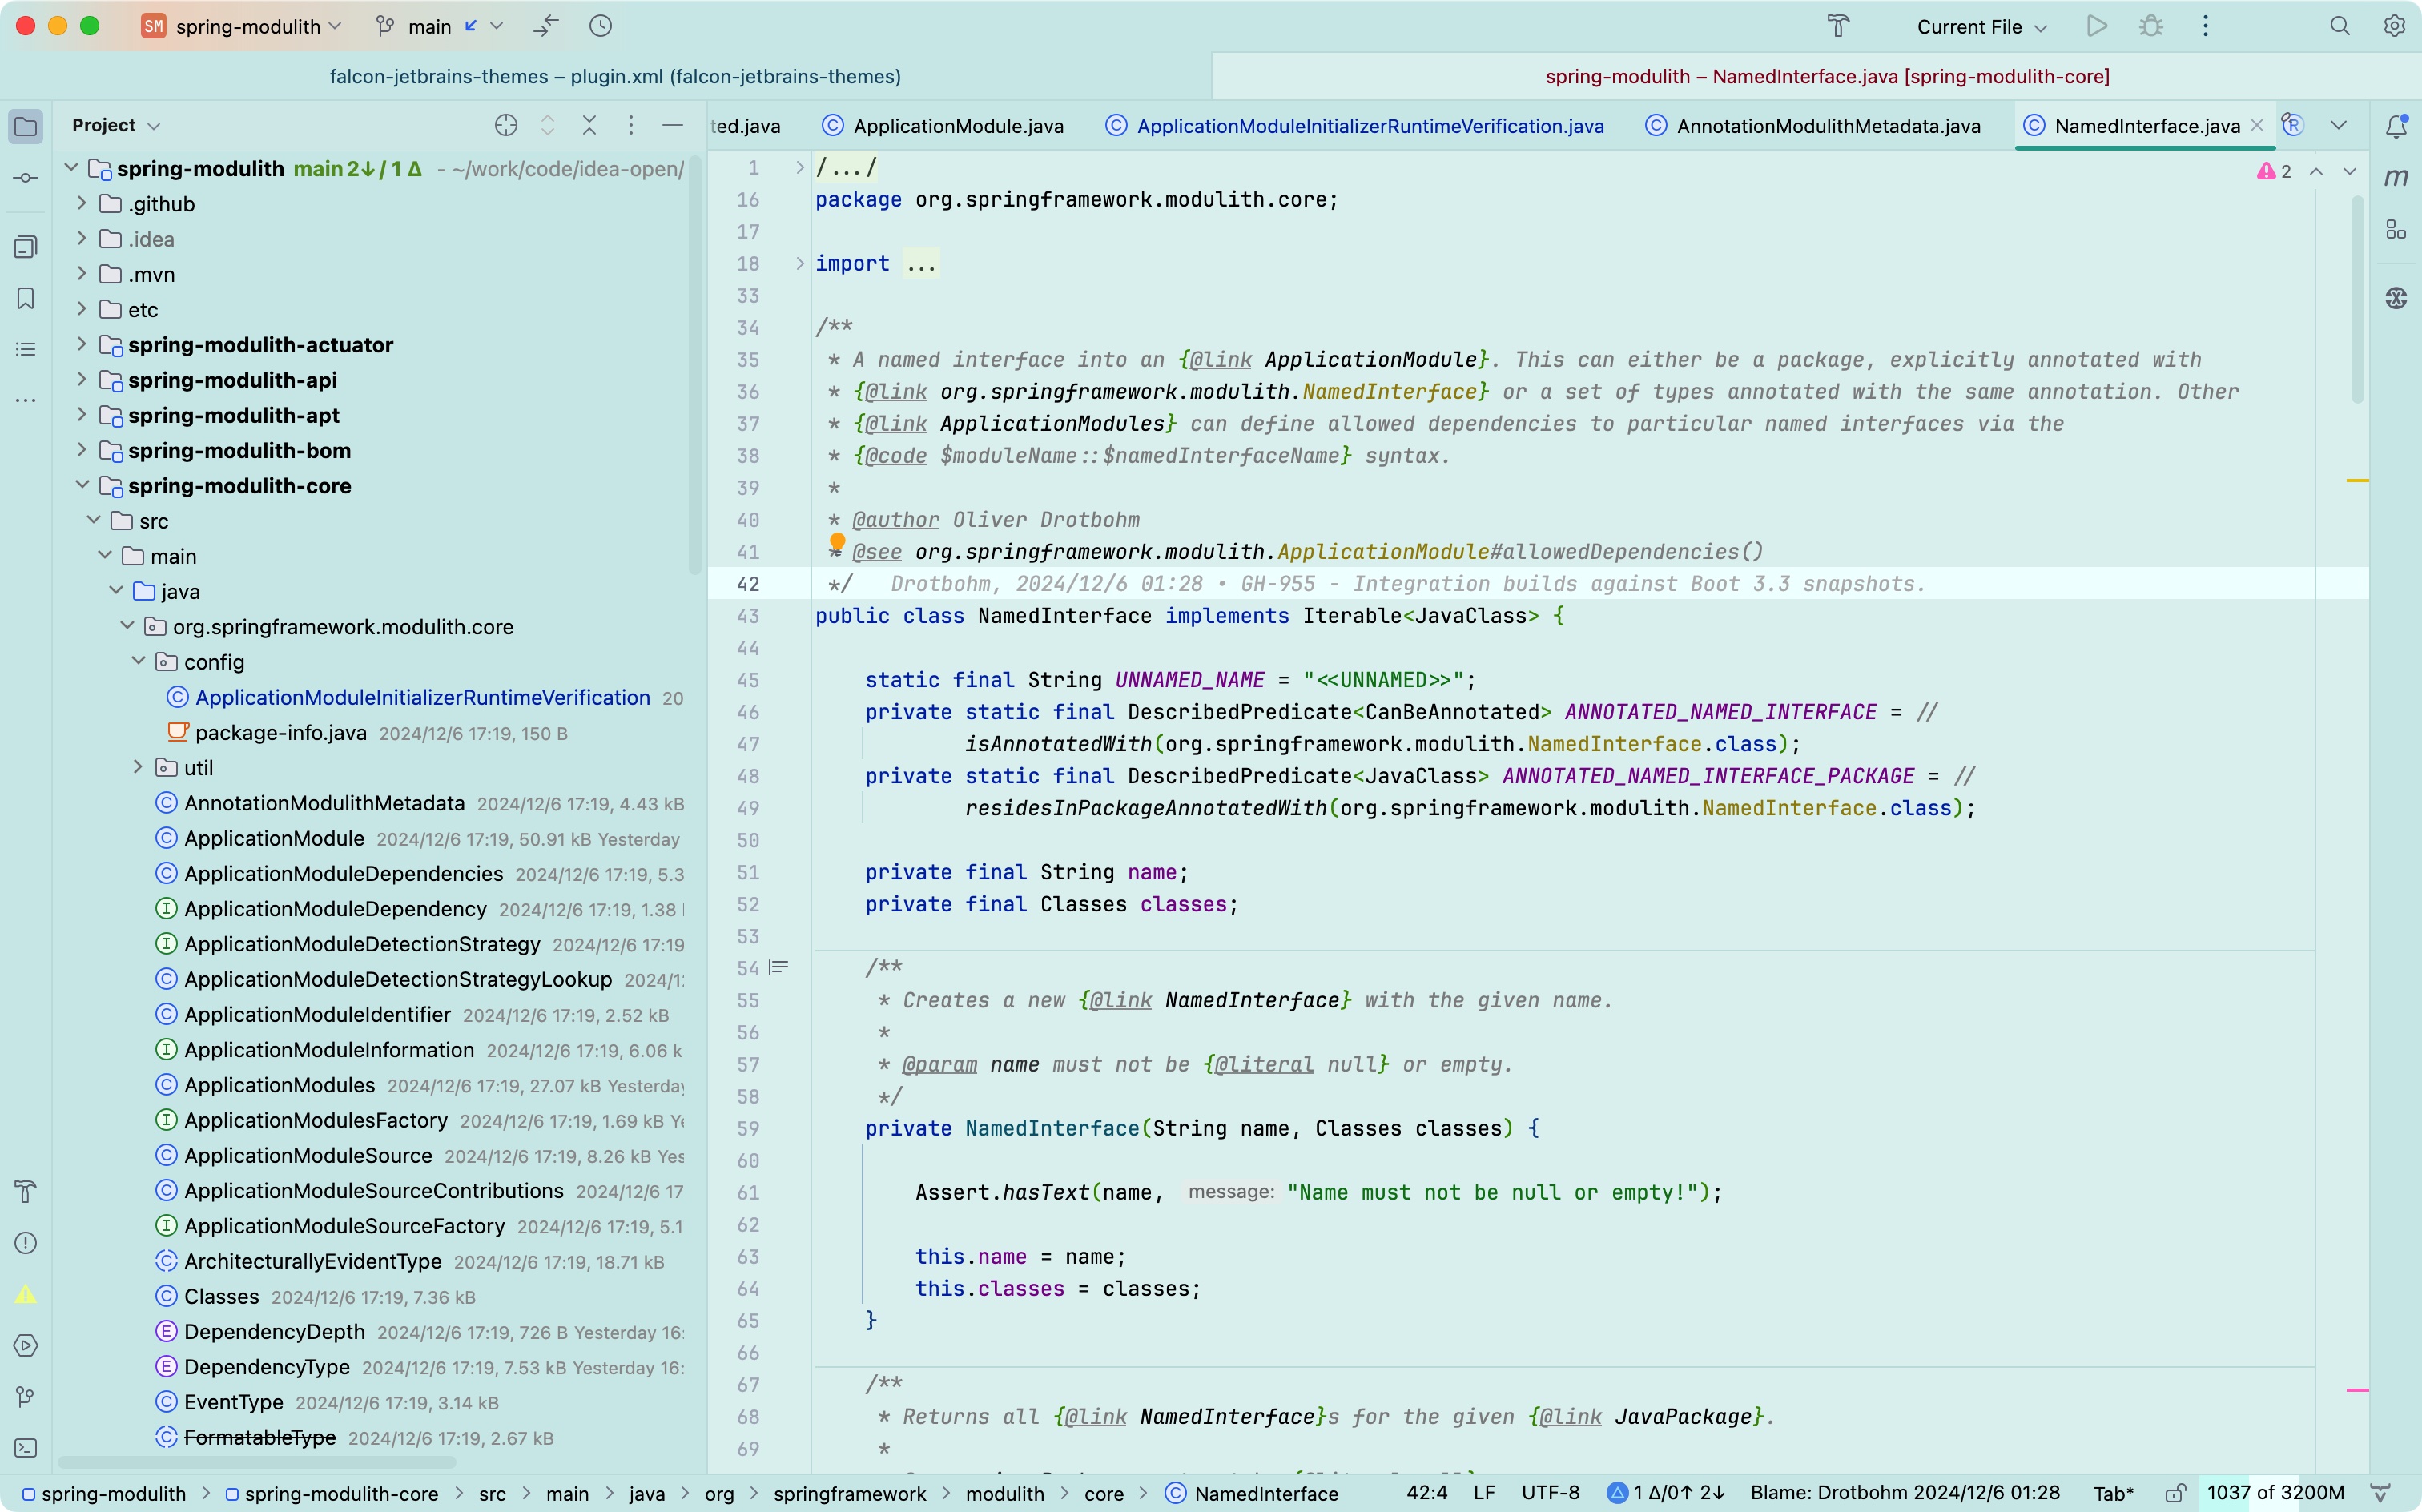 SM spring-modulith main Current File
falcon-jetbrains-themes – plugin.xml (falcon-jetbrains-themes)
spring-modulith – NamedInterface.java [spring-modulith-core]
Project
ted.java ApplicationModule.java ApplicationModuleInitializerRuntimeVerification.java AnnotationModulithMetadata.java NamedInterface.java
spring-modulith main 2↓ / 1 Δ - ~/work/code/idea-open/
.github
.idea
.mvn
etc
spring-modulith-actuator
spring-modulith-api
spring-modulith-apt
spring-modulith-bom
spring-modulith-core
src
main
java
org.springframework.modulith.core
config
ApplicationModuleInitializerRuntimeVerification 20
package-info.java 2024/12/6 17:19, 150 B
util
AnnotationModulithMetadata 2024/12/6 17:19, 4.43 kB
ApplicationModule 2024/12/6 17:19, 50.91 kB Yesterday
ApplicationModuleDependencies 2024/12/6 17:19, 5.3
ApplicationModuleDependency 2024/12/6 17:19, 1.38
ApplicationModuleDetectionStrategy 2024/12/6 17:19
ApplicationModuleDetectionStrategyLookup 2024/1
ApplicationModuleIdentifier 2024/12/6 17:19, 2.52 kB
ApplicationModuleInformation 2024/12/6 17:19, 6.06 k
ApplicationModules 2024/12/6 17:19, 27.07 kB Yesterday
ApplicationModulesFactory 2024/12/6 17:19, 1.69 kB Ye
ApplicationModuleSource 2024/12/6 17:19, 8.26 kB Yes
ApplicationModuleSourceContributions 2024/12/6 17
ApplicationModuleSourceFactory 2024/12/6 17:19, 5.1
ArchitecturallyEvidentType 2024/12/6 17:19, 18.71 kB
Classes 2024/12/6 17:19, 7.36 kB
DependencyDepth 2024/12/6 17:19, 726 B Yesterday 16:
DependencyType 2024/12/6 17:19, 7.53 kB Yesterday 16:
EventType 2024/12/6 17:19, 3.14 kB
FormatableType 2024/12/6 17:19, 2.67 kB
2
m
1 /.../
16 package org.springframework.modulith.core;
17
18 import ...
33
34 /**
35 * A named interface into an {@link ApplicationModule}. This can either be a package, explicitly annotated with
36 * {@link org.springframework.modulith.NamedInterface} or a set of types annotated with the same annotation. Other
37 * {@link ApplicationModules} can define allowed dependencies to particular named interfaces via the
38 * {@code $moduleName::$namedInterfaceName} syntax.
39 *
40 * @author Oliver Drotbohm
41 * @see org.springframework.modulith.ApplicationModule#allowedDependencies()
42 */ Drotbohm, 2024/12/6 01:28 • GH-955 - Integration builds against Boot 3.3 snapshots.
43 public class NamedInterface implements Iterable<JavaClass> {
44
45 static final String UNNAMED_NAME = "<<UNNAMED>>";
46 private static final DescribedPredicate<CanBeAnnotated> ANNOTATED_NAMED_INTERFACE = //
47 isAnnotatedWith(org.springframework.modulith.NamedInterface.class);
48 private static final DescribedPredicate<JavaClass> ANNOTATED_NAMED_INTERFACE_PACKAGE = //
49 residesInPackageAnnotatedWith(org.springframework.modulith.NamedInterface.class);
50
51 private final String name;
52 private final Classes classes;
53
54 /**
55 * Creates a new {@link NamedInterface} with the given name.
56 *
57 * @param name must not be {@literal null} or empty.
58 */
59 private NamedInterface(String name, Classes classes) {
60
61 Assert.hasText(name, message: "Name must not be null or empty!");
62
63 this.name = name;
64 this.classes = classes;
65 }
66
67 /**
68 * Returns all {@link NamedInterface}s for the given {@link JavaPackage}.
69 *
spring-modulith > spring-modulith-core > src > main > java > org > springframework > modulith > core > NamedInterface 42:4 LF UTF-8 1 Δ/0↑ 2↓ Blame: Drotbohm 2024/12/6 01:28 Tab* 1037 of 3200M